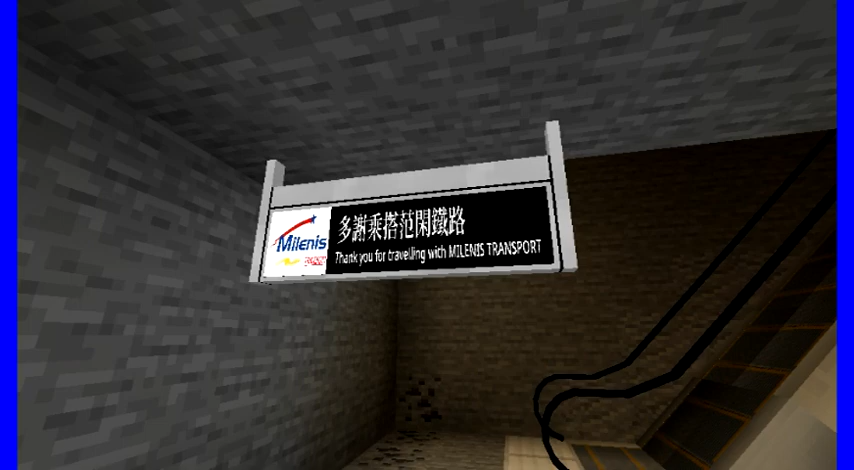 Milenis
多謝乘搭范閑鐵路
Thank you for travelling with MILENIS TRANSPORT